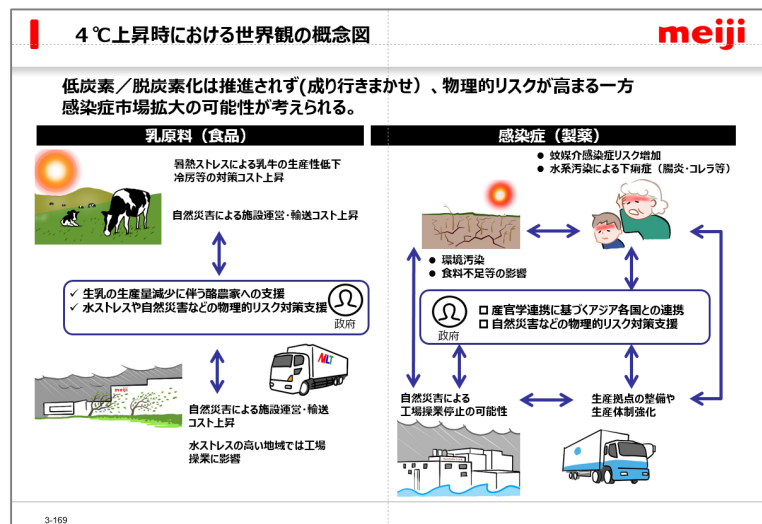 4℃上昇時における世界観の概念図
meiji
低炭素／脱炭素化は推進されず(成り行きまかせ）、物理的リスクが高まる一方
感染症市場拡大の可能性が考えられる。
乳原料（食品）
暑熱ストレスによる乳牛の生産性低下
冷房等の対策コスト上昇
自然災害による施設運営・輸送コスト上昇
✓ 生乳の生産量減少に伴う酪農家への支援
✓ 水ストレスや自然災害などの物理的リスク対策支援
政府
meiji
MLT
自然災害による施設運営・輸送
コスト上昇
水ストレスの高い地域では工場
操業に影響
感染症（製薬）
● 蚊媒介感染症リスク増加
● 水系汚染による下痢症（腸炎・コレラ等）
● 環境汚染
● 食料不足等の影響
政府
□ 産官学連携に基づくアジア各国との連携
□ 自然災害などの物理的リスク対策支援
自然災害による
工場操業停止の可能性
生産拠点の整備や
生産体制強化
3-169